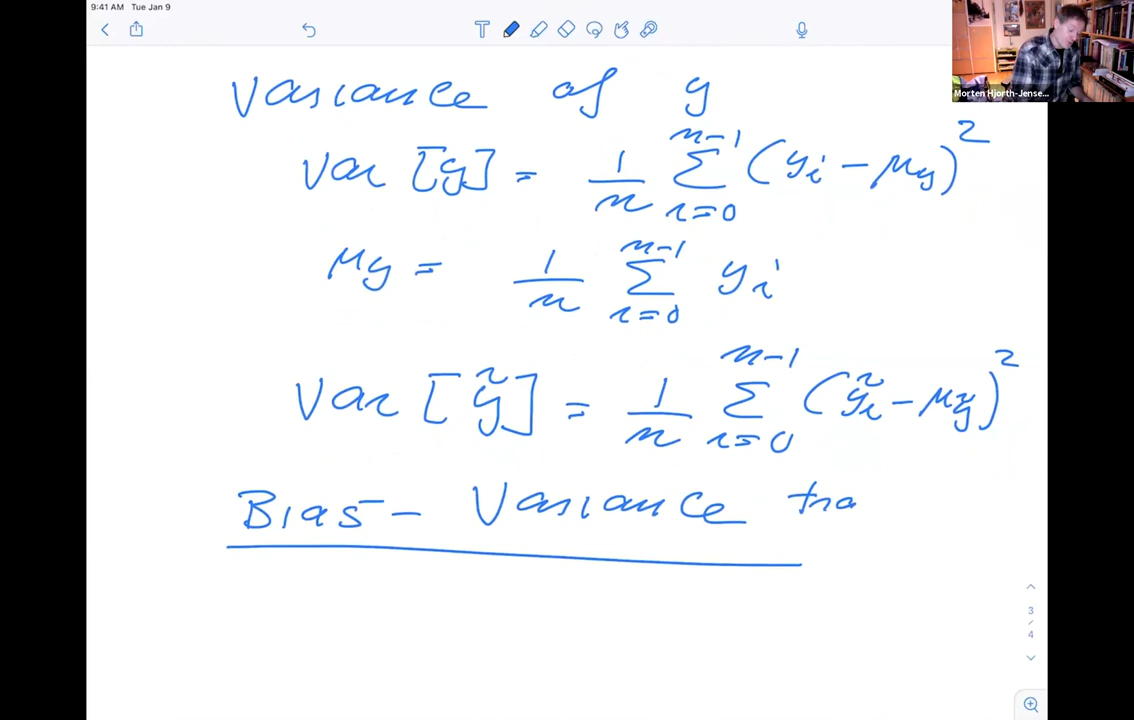 9:41 AM Tue Jan 9
Morten Hjorth-Jense...
Variance of y
Var [y] = 1/n Σ_{i=0}^{n-1} (y_i - μ_y)^2
μ_y = 1/n Σ_{i=0}^{n-1} y_i
Var [ỹ] = 1/n Σ_{i=0}^{n-1} (ỹ_i - μ_ỹ)^2
Bias - Variance tra
3
/
4